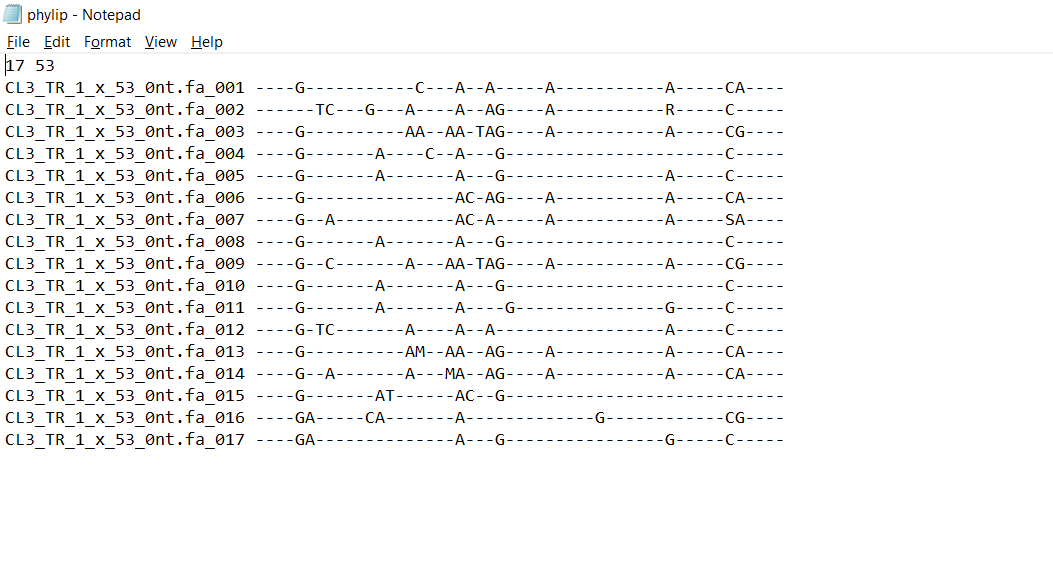 phylip - Notepad
File Edit Format View Help
17 53
CL3_TR_1_x_53_0nt.fa_001 ----G-----------C---A--A-----A-----------A-----CA----
CL3_TR_1_x_53_0nt.fa_002 ------TC---G---A----A--AG----A-----------R-----C-----
CL3_TR_1_x_53_0nt.fa_003 ----G----------AA--AA-TAG----A-----------A-----CG----
CL3_TR_1_x_53_0nt.fa_004 ----G-------A----C--A---G----------------------C-----
CL3_TR_1_x_53_0nt.fa_005 ----G-------A-------A---G----------------A-----C-----
CL3_TR_1_x_53_0nt.fa_006 ----G---------------AC-AG----A-----------A-----CA----
CL3_TR_1_x_53_0nt.fa_007 ----G--A------------AC-A-----A-----------A-----SA----
CL3_TR_1_x_53_0nt.fa_008 ----G-------A-------A---G----------------------C-----
CL3_TR_1_x_53_0nt.fa_009 ----G--C-------A---AA-TAG----A-----------A-----CG----
CL3_TR_1_x_53_0nt.fa_010 ----G-------A-------A---G----------------------C-----
CL3_TR_1_x_53_0nt.fa_011 ----G-------A-------A----G---------------G-----C-----
CL3_TR_1_x_53_0nt.fa_012 ----G-TC-------A----A--A-----------------A-----C-----
CL3_TR_1_x_53_0nt.fa_013 ----G----------AM--AA--AG----A-----------A-----CA----
CL3_TR_1_x_53_0nt.fa_014 ----G--A-------A---MA--AG----A-----------A-----CA----
CL3_TR_1_x_53_0nt.fa_015 ----G-------AT------AC--G----------------------------
CL3_TR_1_x_53_0nt.fa_016 ----GA-----CA-------A-------------G------------CG----
CL3_TR_1_x_53_0nt.fa_017 ----GA--------------A---G----------------G-----C-----